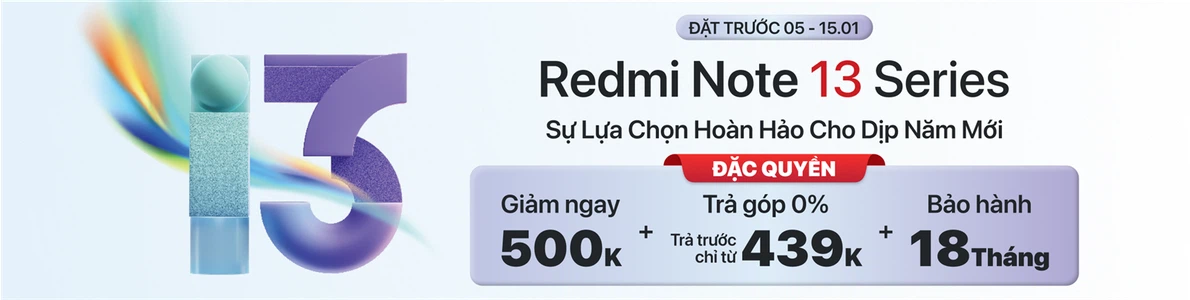 13
ĐẶT TRƯỚC 05 - 15.01
Redmi Note 13 Series
Sự Lựa Chọn Hoàn Hảo Cho Dịp Năm Mới
ĐẶC QUYỀN
Giảm ngay
500K
+
Trả góp 0%
Trả trước
chỉ từ
439K
+
Bảo hành
18Tháng